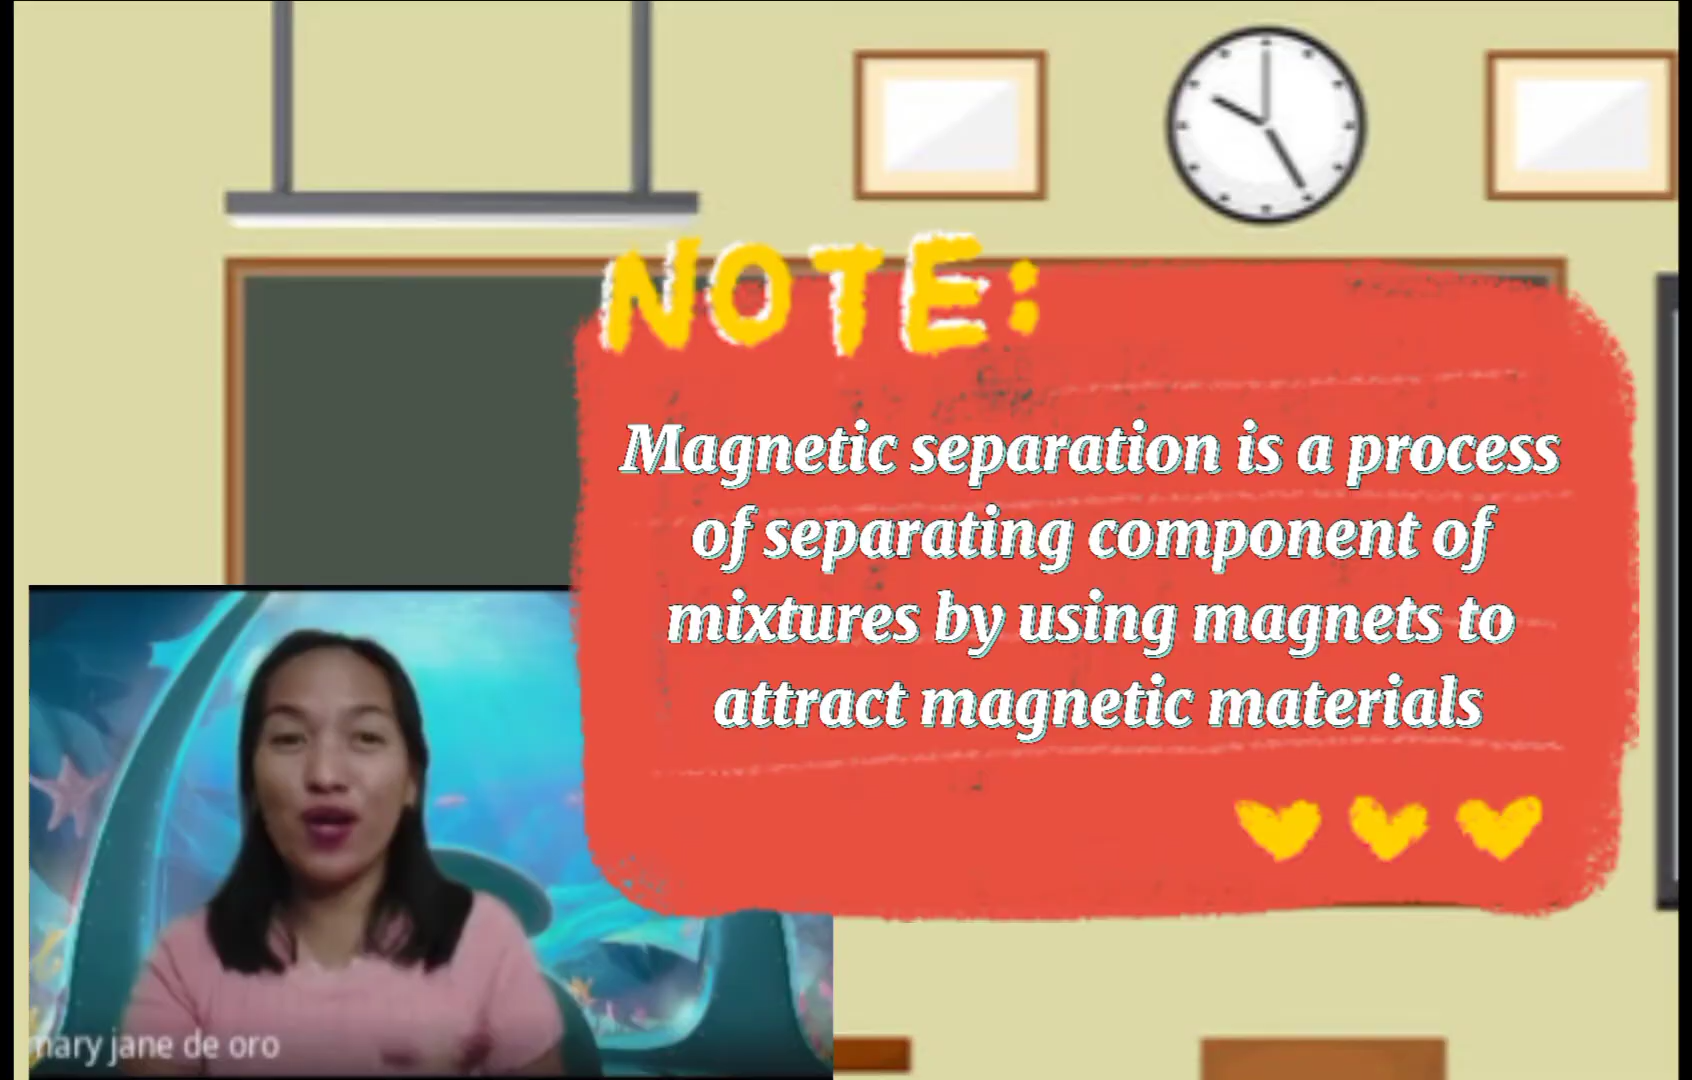 NOTE:
Magnetic separation is a process
of separating component of
mixtures by using magnets to
attract magnetic materials
mary jane de oro